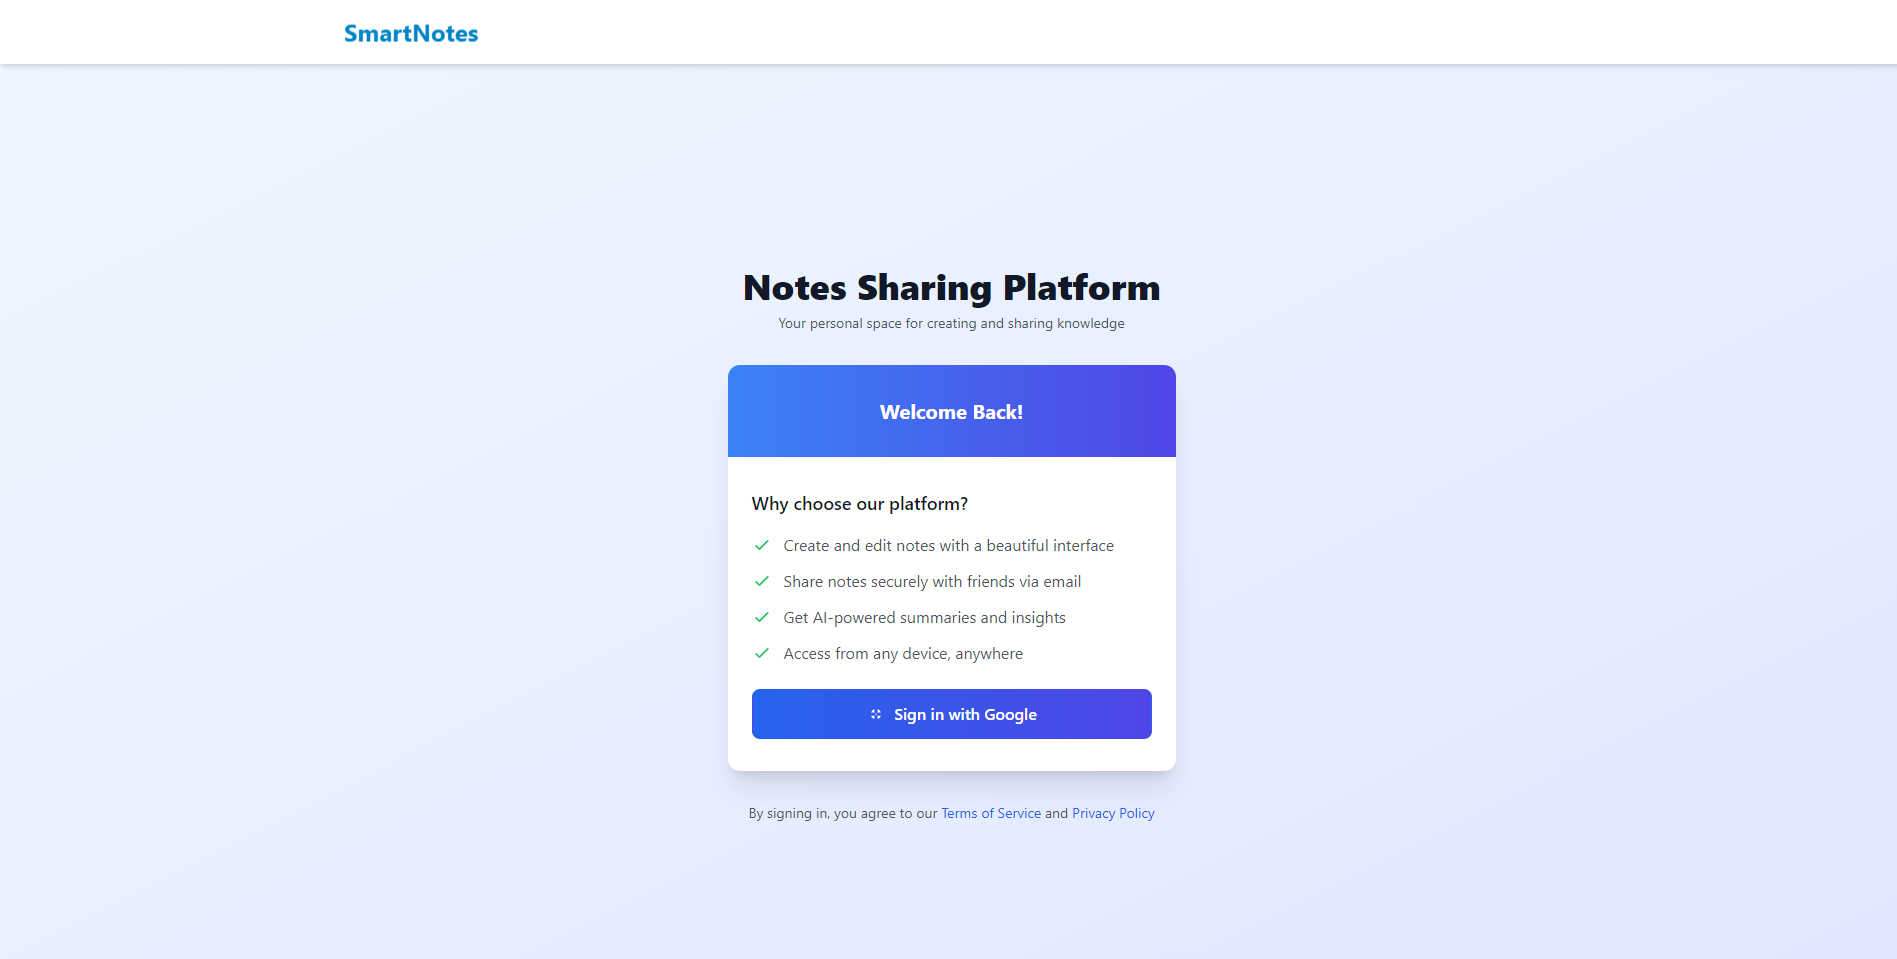 SmartNotes
Notes Sharing Platform
Your personal space for creating and sharing knowledge
Welcome Back!
Why choose our platform?
Create and edit notes with a beautiful interface
Share notes securely with friends via email
Get AI-powered summaries and insights
Access from any device, anywhere
Sign in with Google
By signing in, you agree to our Terms of Service and Privacy Policy